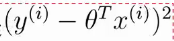 (y^{(i)} − θ^T x^{(i)})^2